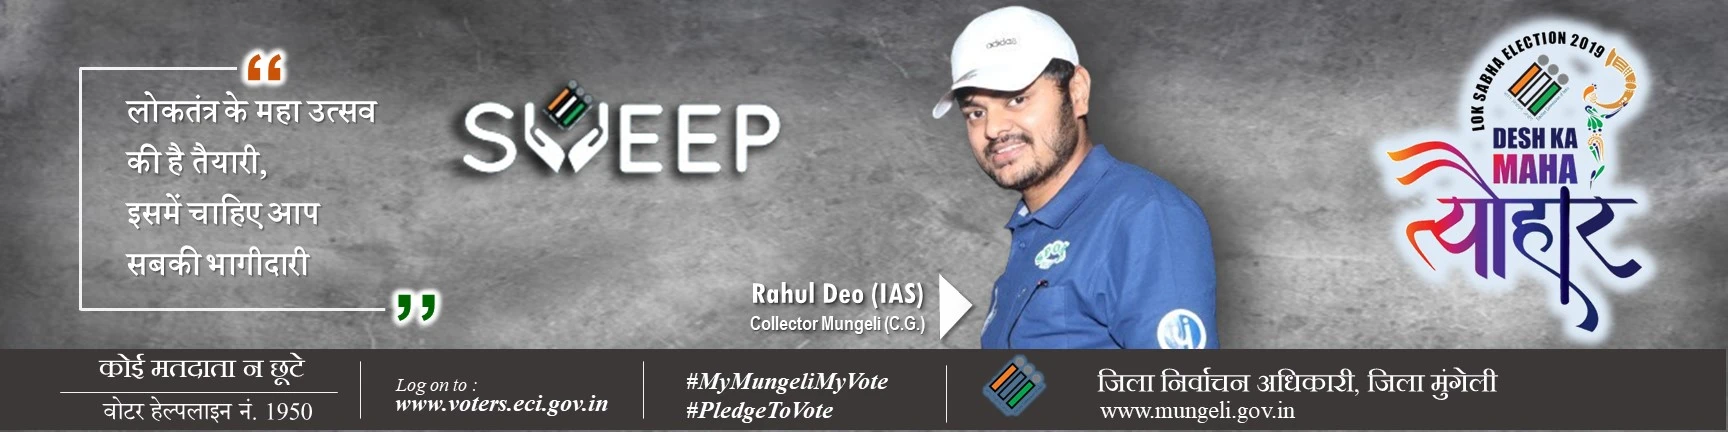 “
लोकतंत्र के महा उत्सव
की है तैयारी,
इसमें चाहिए आप
सबकी भागीदारी
”
SWEEP
adidas
Rahul Deo (IAS)
Collector Mungeli (C.G.)
LOK SABHA ELECTION 2019
DESH KA
MAHA
त्यौहार
कोई मतदाता न छूटे
वोटर हेल्पलाइन नं. 1950
Log on to :
www.voters.eci.gov.in
#MyMungeliMyVote
#PledgeToVote
जिला निर्वाचन अधिकारी, जिला मुंगेली
www.mungeli.gov.in